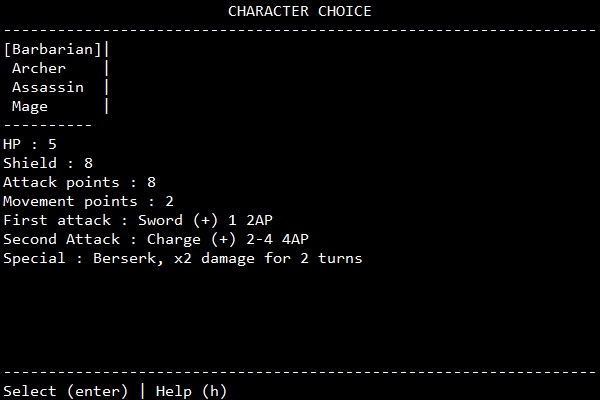 CHARACTER CHOICE
------------------------------------------------------------------
[Barbarian]|
Archer |
Assassin |
Mage |
----------
HP : 5
Shield : 8
Attack points : 8
Movement points : 2
First attack : Sword (+) 1 2AP
Second Attack : Charge (+) 2-4 4AP
Special : Berserk, x2 damage for 2 turns
------------------------------------------------------------------
Select (enter) | Help (h)